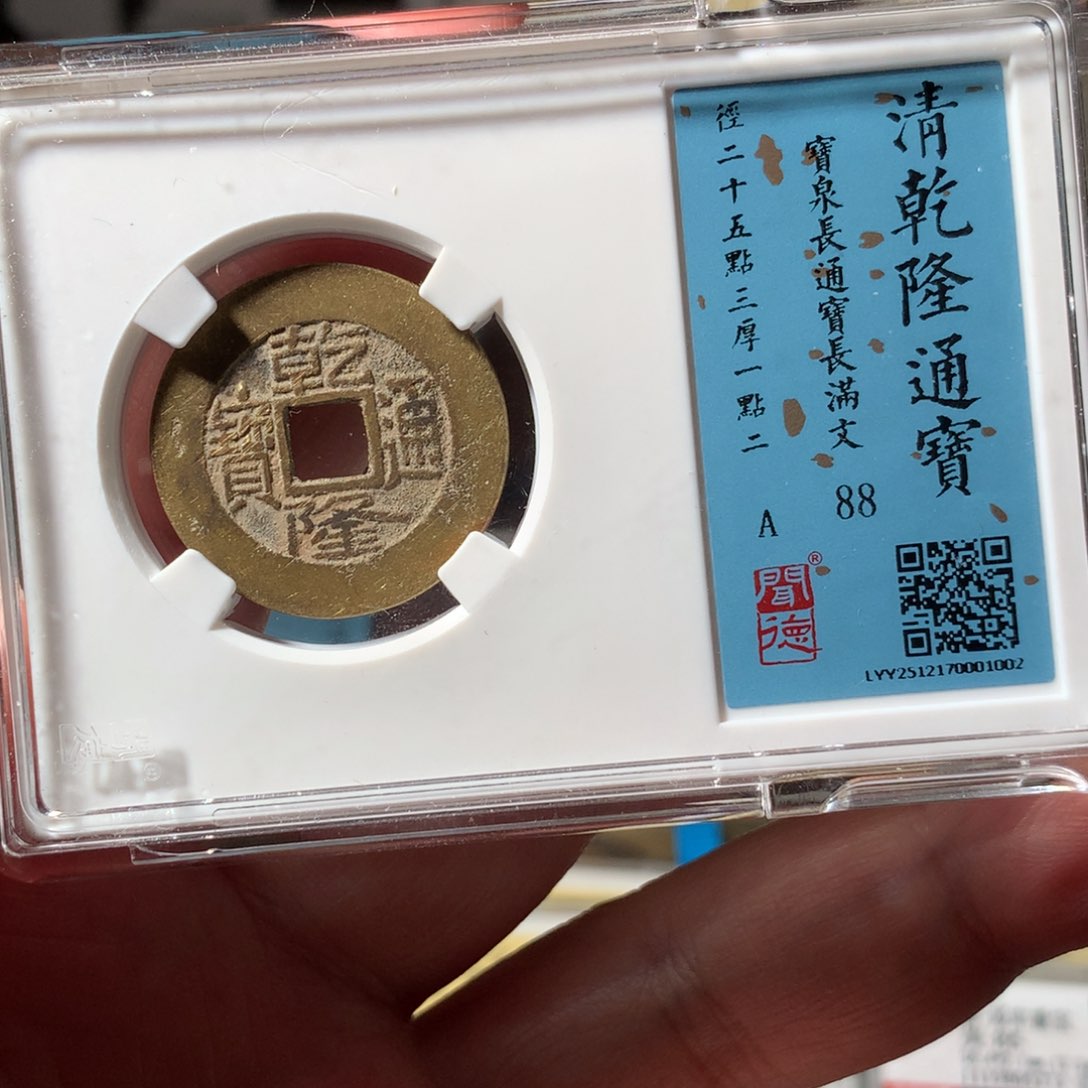 乾隆通寶
清乾隆通寶
寶泉長通寶長滿文
88
徑二十五點三厚一點二
A
聞德
®
LYY2512170001002